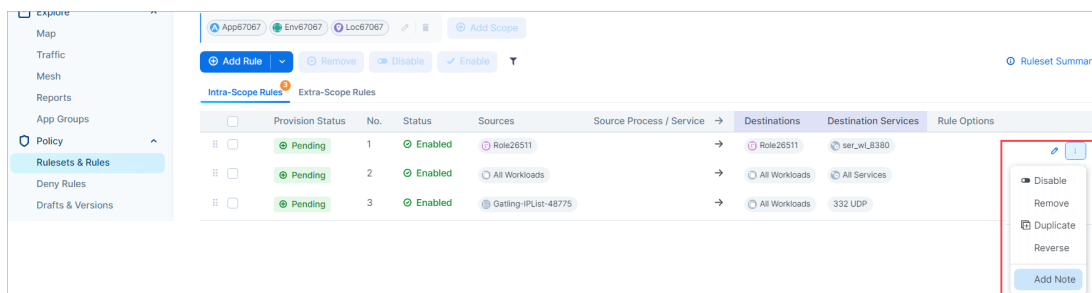 Explore
Map
Traffic
Mesh
Reports
App Groups
Policy
Rulesets & Rules
Deny Rules
Drafts & Versions
App67067 Env67067 Loc67067 Add Scope
Add Rule Remove Disable Enable Ruleset Summar
Intra-Scope Rules 3 Extra-Scope Rules
Provision Status No. Status Sources Source Process / Service → Destinations Destination Services Rule Options
Pending 1 Enabled Role26511 → Role26511 ser_wl_8380
Pending 2 Enabled All Workloads → All Workloads All Services
Pending 3 Enabled Gatling-IPList-48775 → All Workloads 332 UDP
Disable
Remove
Duplicate
Reverse
Add Note